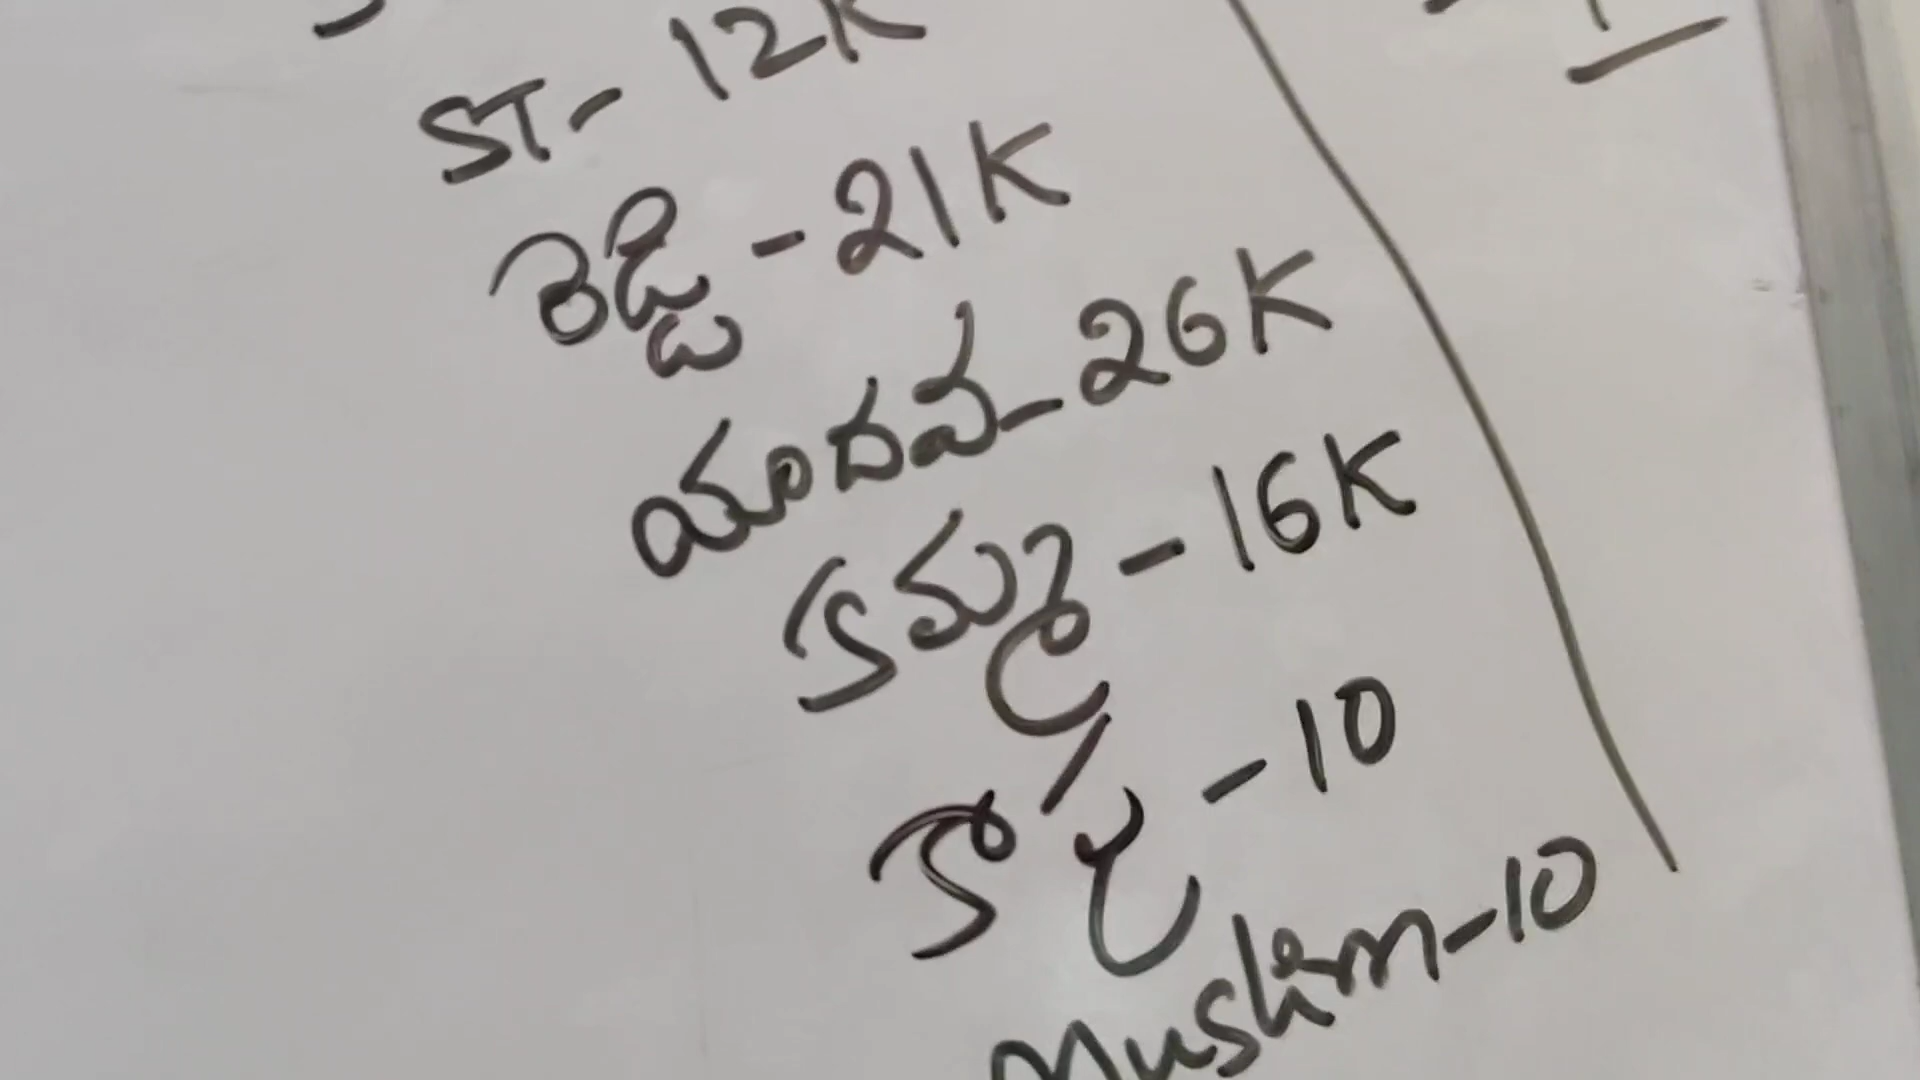 ST- 12K
రెడ్డి - 21K
యాదవ - 26K
కమ్మ - 16K
కాపు - 10
Muslim - 10